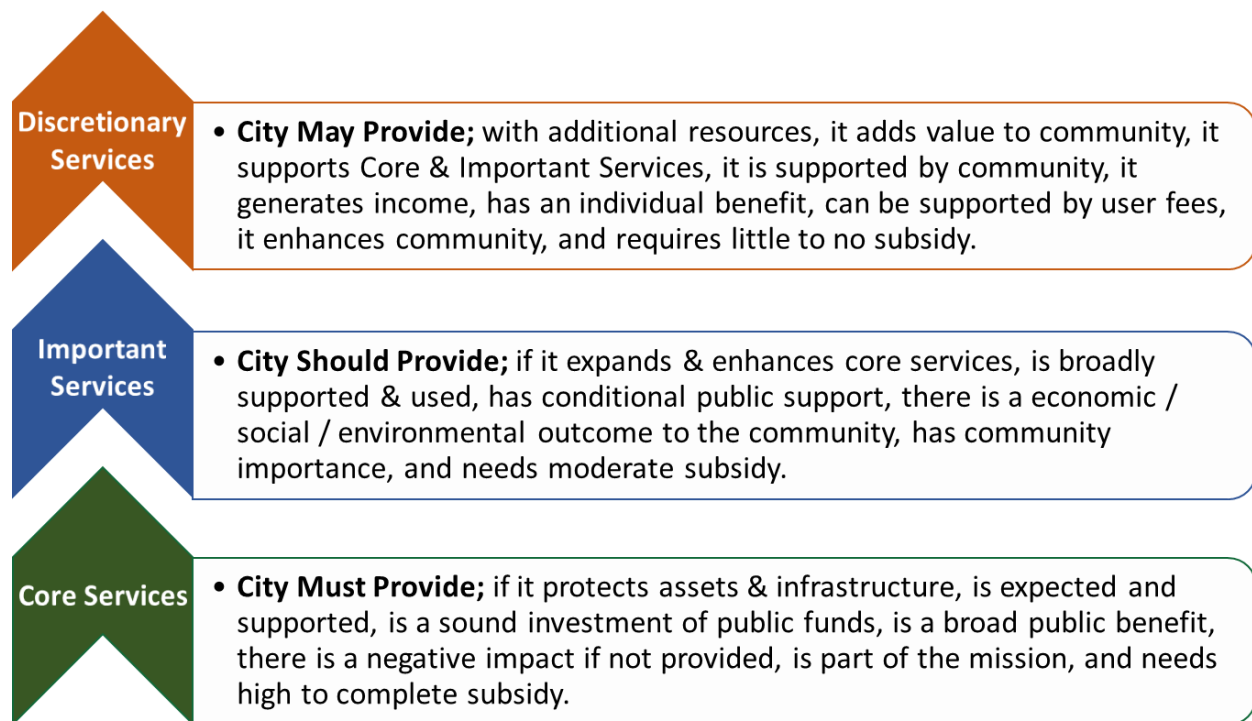 Discretionary
Services
• City May Provide; with additional resources, it adds value to community, it
supports Core & Important Services, it is supported by community, it
generates income, has an individual benefit, can be supported by user fees,
it enhances community, and requires little to no subsidy.
Important
Services
• City Should Provide; if it expands & enhances core services, is broadly
supported & used, has conditional public support, there is a economic /
social / environmental outcome to the community, has community
importance, and needs moderate subsidy.
Core Services
• City Must Provide; if it protects assets & infrastructure, is expected and
supported, is a sound investment of public funds, is a broad public benefit,
there is a negative impact if not provided, is part of the mission, and needs
high to complete subsidy.